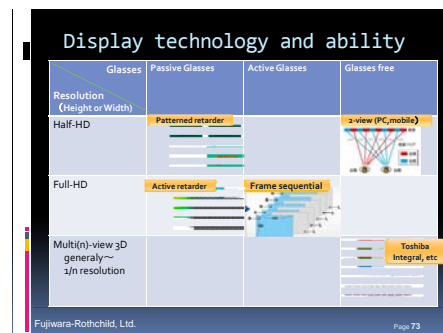 Display technology and ability
Glasses
Passive Glasses
Active Glasses
Glasses free
Resolution
(Height or Width)
Half-HD
Patterned retarder
2-view (PC,mobile)
Full-HD
Active retarder
Frame sequential
Multi(n)-view 3D
generaly～
1/n resolution
Toshiba
Integral, etc
Fujiwara-Rothchild, Ltd.
Page 73